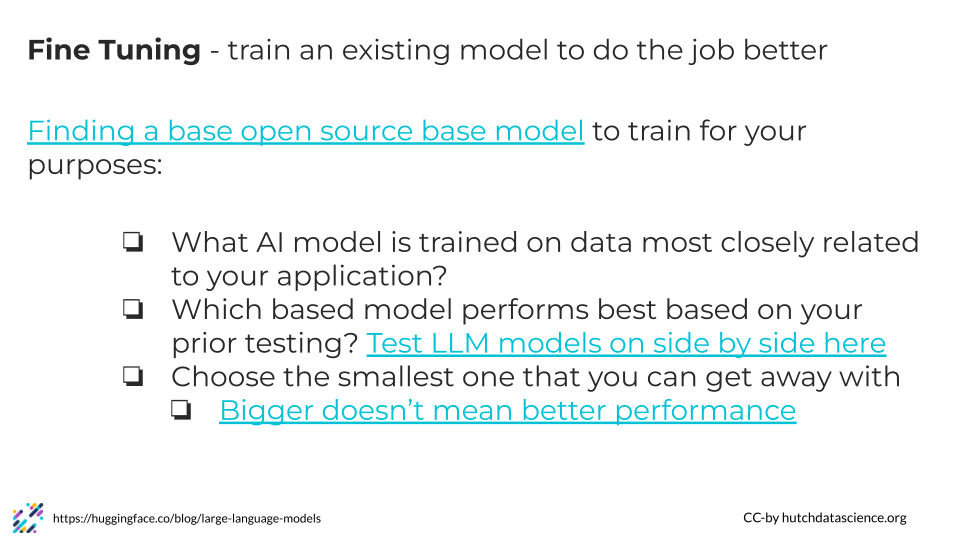 Fine Tuning - train an existing model to do the job better
Finding a base open source base model to train for your
purposes:
❏ What AI model is trained on data most closely related
to your application?
❏ Which based model performs best based on your
prior testing? Test LLM models on side by side here
❏ Choose the smallest one that you can get away with
❏ Bigger doesn’t mean better performance
https://huggingface.co/blog/large-language-models
CC-by hutchdatascience.org